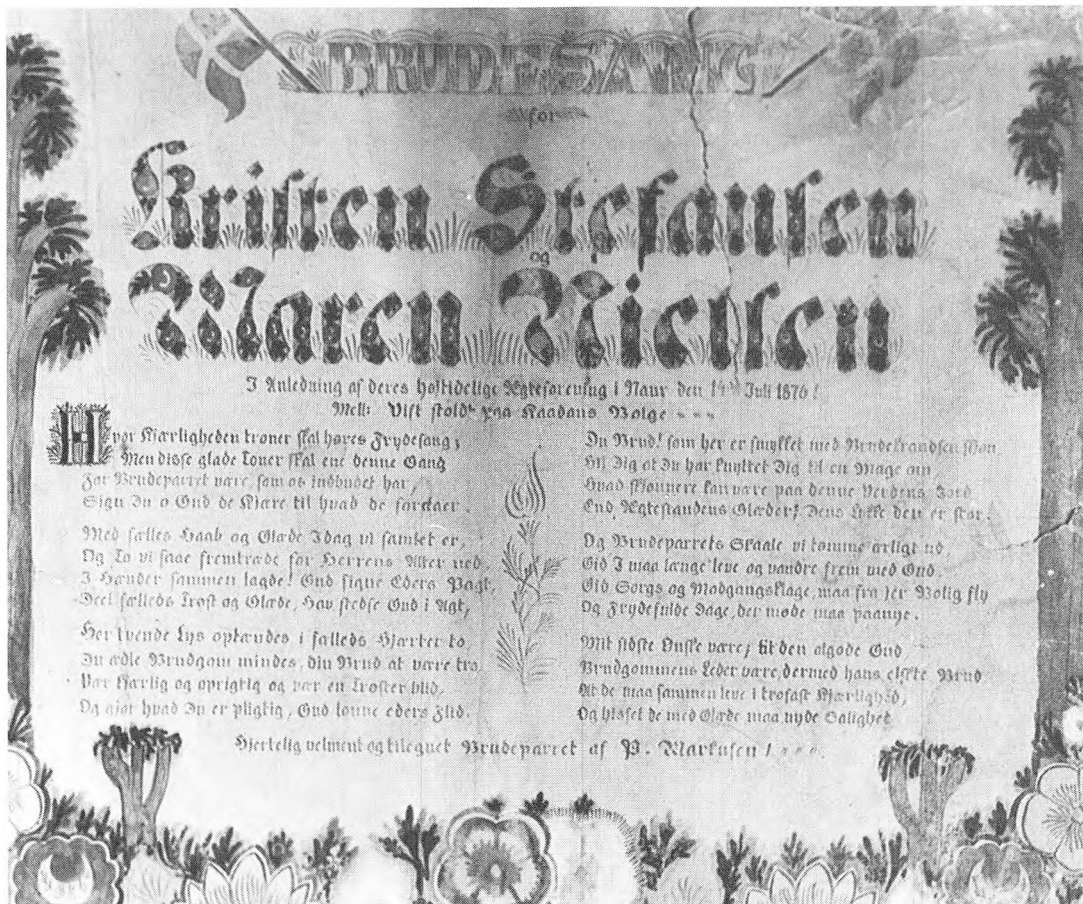 BRUDESANG
for
Kristen Stefansen
og
Maren Nielsen
I Anledning af deres høitidelige Ægteforening i Naur den 14de Juli 1876!
Mel: Vift stolt paa Kaadans Bølge
Hvor Kjærligheden troner skal høres Frydesang;
Men disse glade Toner skal ene denne Gang
For Brudeparret være, som os indbudet har,
Sign Du o Gud de Kjære til hvad de foretaer.
Med fælles Haab og Glæde Idag vi samlet er,
Og To vi saae fremtræde for Herrens Alter ned.
I Hænder sammen lagde! Gud signe Eders Pagt,
Deel fælleds Trøst og Glæde, Hav stedse Gud i Agt,
Her tvende Lys optændes i fælleds Hjerter to,
Du ædle Brudgom mindes, din Brud at være tro.
Vær kjærlig og oprigtig og vær en Trøster blid.
Og gjør hvad Du er pligtig, Gud lønne eders Flid.
Du Brud! som her er smykket med Brudekrandsen skjøn
at Du har knyttet Dig til en Mage øm,
Hvad skjønnere kan være paa denne Verdens Jord
End Ægtestandens Glæder! Dens Lykke den er stor.
Og Brudeparrets Skaale vi tømme ærligt ud,
Gid I maa længe leve og vandre frem med Gud.
Gid Sorgs og Modgangsklage, maa fra Jer Bolig fly
Og Frydefulde Dage, der møde maa paanye.
Mit sidste Ønske være; til den algode Gud
Brudgommens Leder være, dermed hans elskte Brud
At de maa sammen leve i trofast Kjærlighed,
Og hisset de med Glæde maa nyde Salighed
Hjertelig velment og tilegnet Brudeparret af P. Markusen!